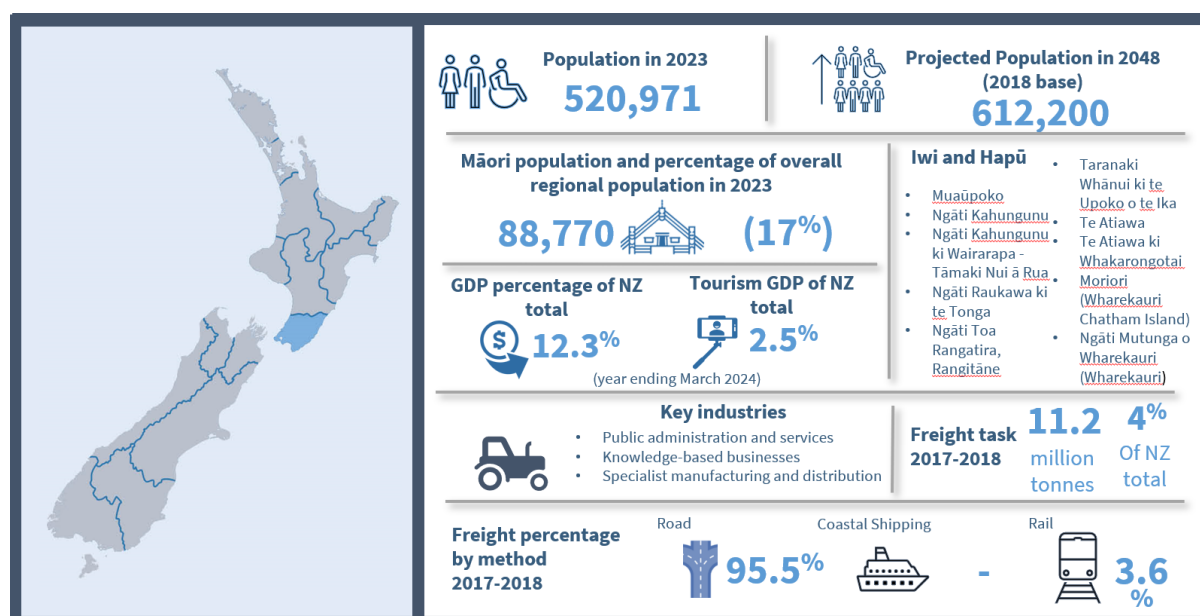 Population in 2023
520,971
Projected Population in 2048
(2018 base)
612,200
Māori population and percentage of overall
regional population in 2023
88,770
(17%)
Iwi and Hapū
• Muaūpoko
• Ngāti Kahungunu
• Ngāti Kahungunu
ki Wairarapa -
Tāmaki Nui ā Rua
• Ngāti Raukawa ki
te Tonga
• Ngāti Toa
Rangatira,
Rangitāne
• Taranaki
Whānui ki te
Upoko o te Ika
• Te Atiawa
• Te Atiawa ki
Whakarongotai
• Moriori
(Wharekauri
Chatham Island)
• Ngāti Mutunga o
Wharekauri
(Wharekauri)
GDP percentage of NZ
total
12.3%
Tourism GDP of NZ
total
2.5%
(year ending March 2024)
Key industries
• Public administration and services
• Knowledge-based businesses
• Specialist manufacturing and distribution
Freight task
2017-2018
11.2
million
tonnes
4%
Of NZ
total
Freight percentage
by method
2017-2018
Road
95.5%
Coastal Shipping
-
Rail
3.6
%